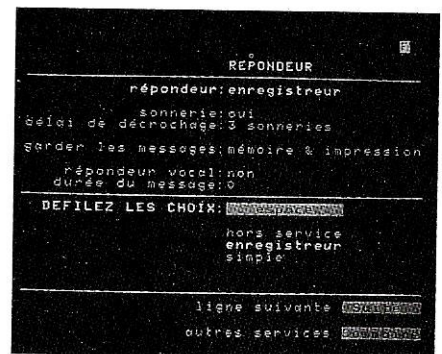 RÉPONDEUR
répondeur:enregistreur
sonnerie:oui
délai de décrochage:3 sonneries
garder les messages:mémoire & impression
répondeur vocal:non
durée du message:0
DEFILEZ LES CHOIX:
hors service
enregistreur
simple
ligne suivante
autres services